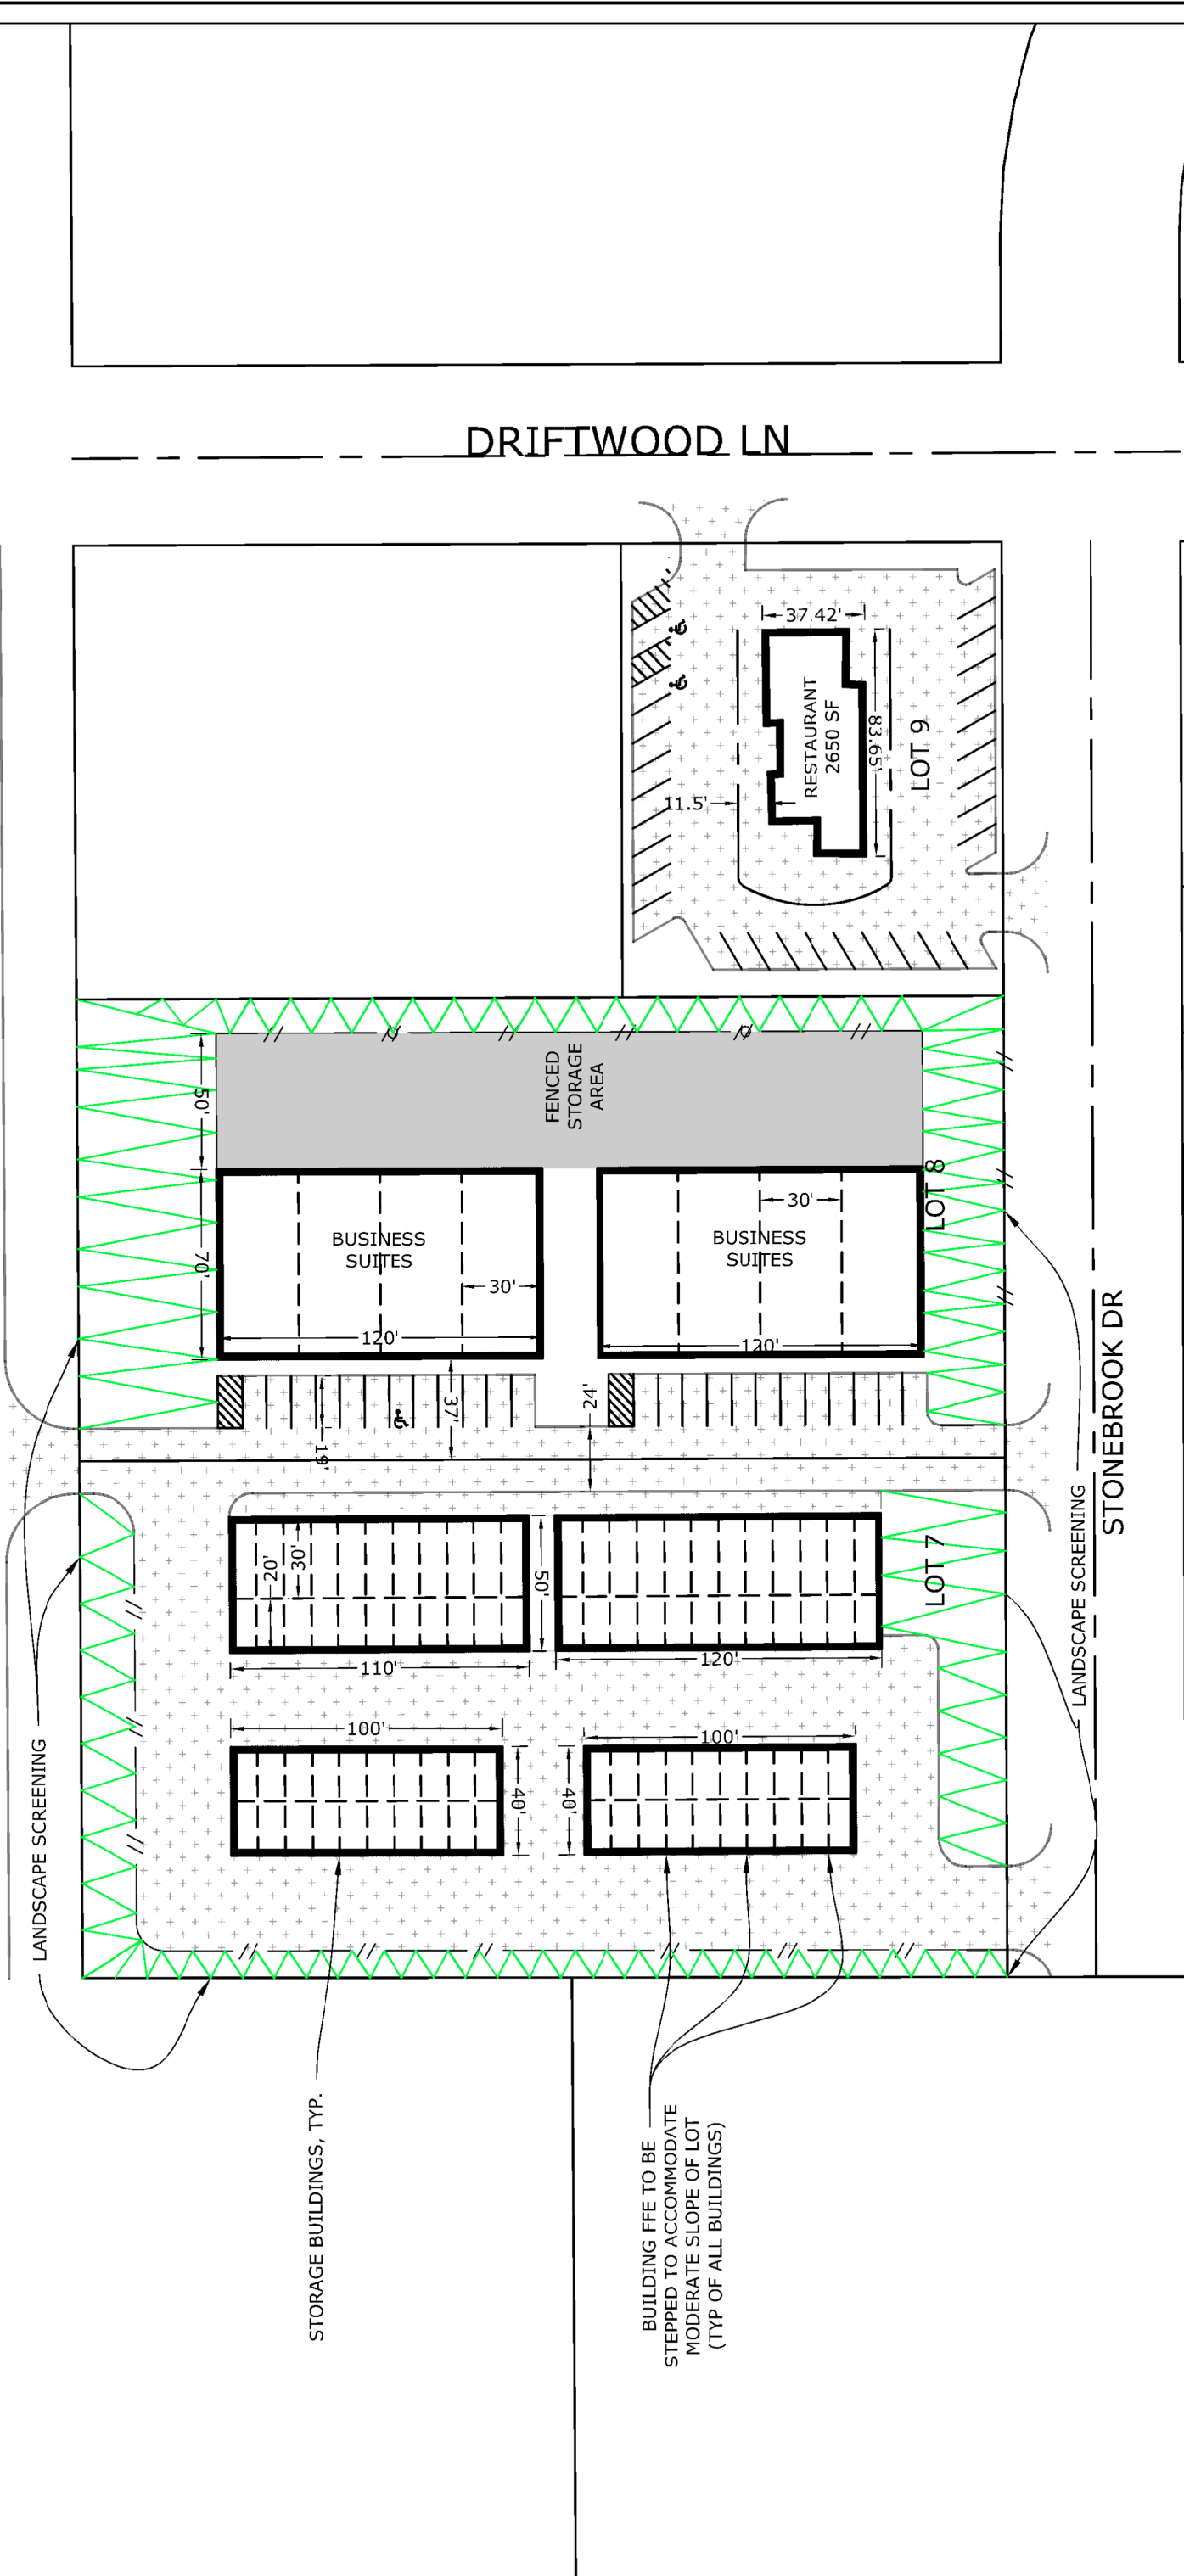 DRIFTWOOD LN
37.42'
RESTAURANT
2650 SF
83.65'
LOT 9
11.5'
FENCED
STORAGE
AREA
50'
LOT 8
30'
BUSINESS
SUITES
BUSINESS
SUITES
70'
30'
120'
120'
STONEBROOK DR
24'
37'
19'
LANDSCAPE SCREENING
LOT 7
30'
20'
50'
110'
120'
100'
100'
40'
40'
LANDSCAPE SCREENING
STORAGE BUILDINGS, TYP.
BUILDING FFE TO BE
STEPPED TO ACCOMMODATE
MODERATE SLOPE OF LOT
(TYP OF ALL BUILDINGS)